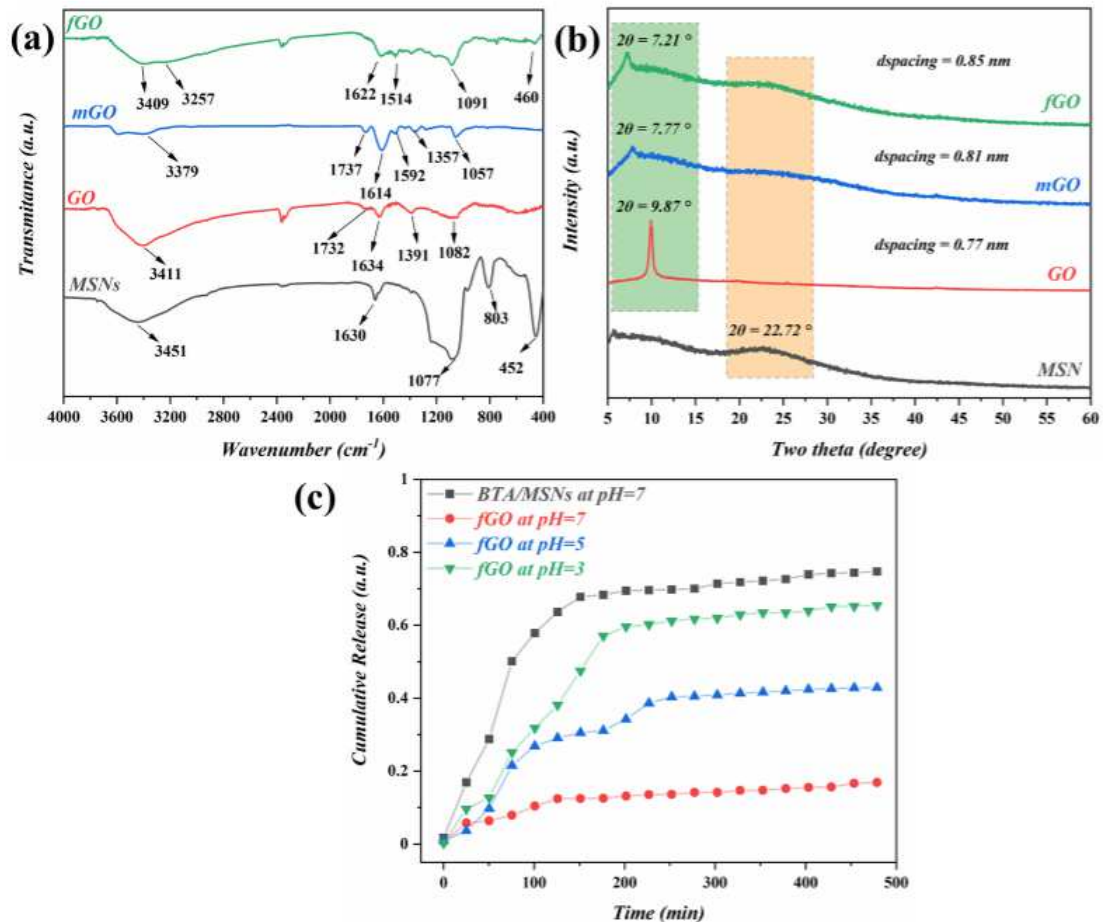 (a)
fGO
3409
3257
1622
1514
1091
460
mGO
3379
1737
1614
1592
1357
1057
GO
3411
1732
1634
1391
1082
MSNs
3451
1630
1077
803
452
Transmitance (a.u.)
4000 3600 3200 2800 2400 2000 1600 1200 800 400
Wavenumber (cm-1)
(b)
2θ = 7.21 °
dspacing = 0.85 nm
fGO
2θ = 7.77 °
dspacing = 0.81 nm
mGO
2θ = 9.87 °
dspacing = 0.77 nm
GO
2θ = 22.72 °
MSN
Intensity (a.u.)
5 10 15 20 25 30 35 40 45 50 55 60
Two theta (degree)
(c)
BTA/MSNs at pH=7
fGO at pH=7
fGO at pH=5
fGO at pH=3
Cumulative Release (a.u.)
1
0.8
0.6
0.4
0.2
0
0 100 200 300 400 500
Time (min)